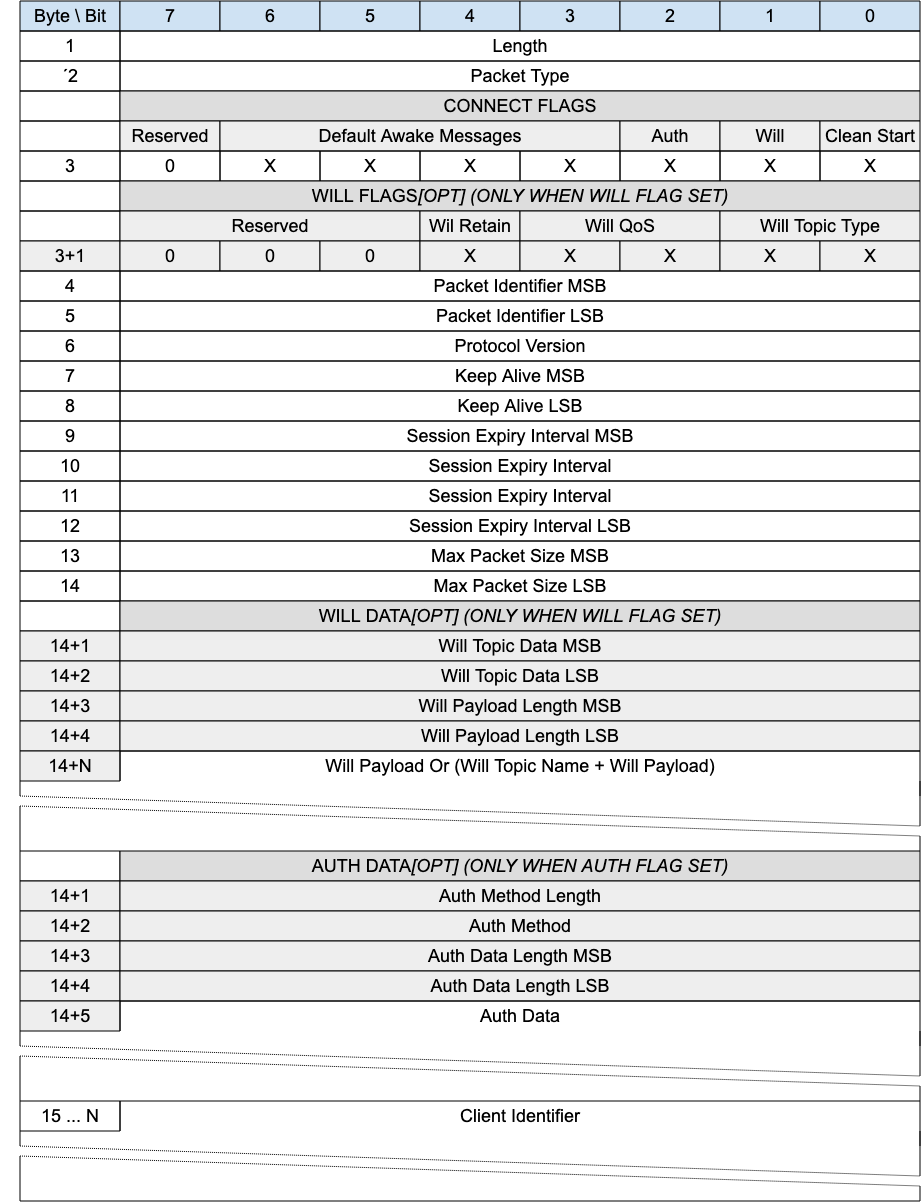 Byte \ Bit 7 6 5 4 3 2 1 0
1 Length
´2 Packet Type
CONNECT FLAGS
Reserved Default Awake Messages Auth Will Clean Start
3 0 X X X X X X X
WILL FLAGS[OPT] (ONLY WHEN WILL FLAG SET)
Reserved Wil Retain Will QoS Will Topic Type
3+1 0 0 0 X X X X X
4 Packet Identifier MSB
5 Packet Identifier LSB
6 Protocol Version
7 Keep Alive MSB
8 Keep Alive LSB
9 Session Expiry Interval MSB
10 Session Expiry Interval
11 Session Expiry Interval
12 Session Expiry Interval LSB
13 Max Packet Size MSB
14 Max Packet Size LSB
WILL DATA[OPT] (ONLY WHEN WILL FLAG SET)
14+1 Will Topic Data MSB
14+2 Will Topic Data LSB
14+3 Will Payload Length MSB
14+4 Will Payload Length LSB
14+N Will Payload Or (Will Topic Name + Will Payload)
AUTH DATA[OPT] (ONLY WHEN AUTH FLAG SET)
14+1 Auth Method Length
14+2 Auth Method
14+3 Auth Data Length MSB
14+4 Auth Data Length LSB
14+5 Auth Data
15 ... N Client Identifier